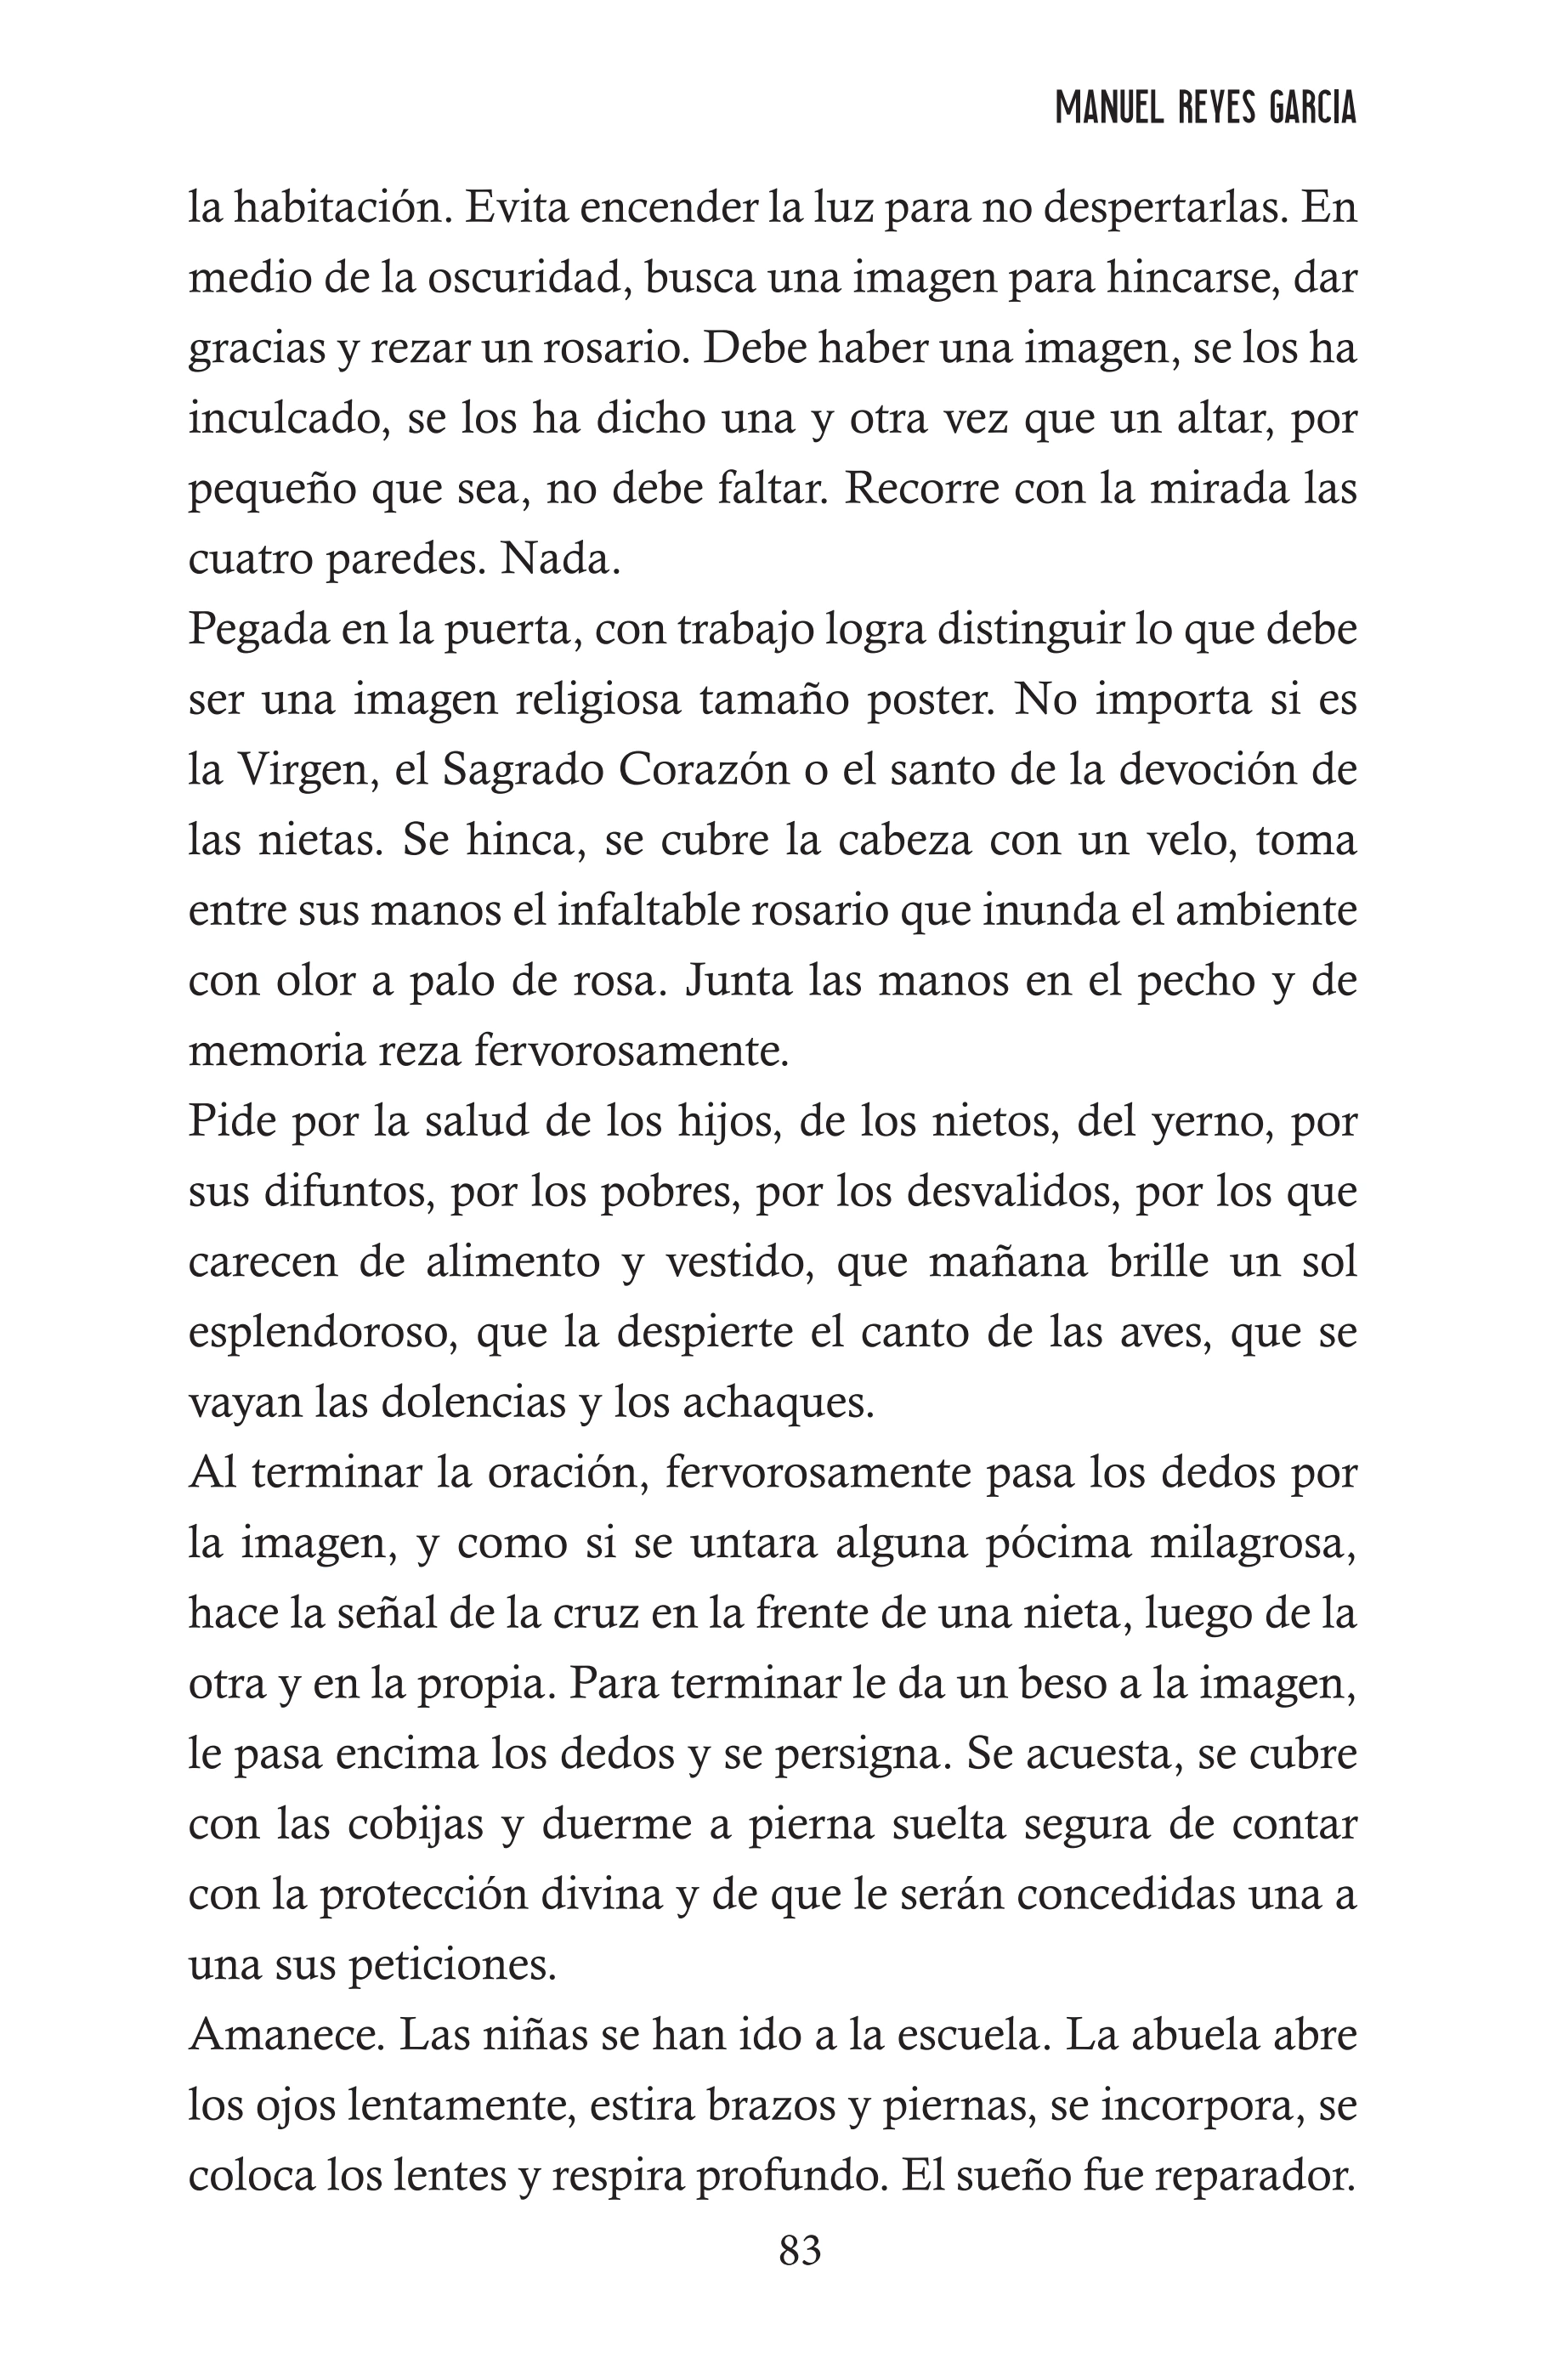 MANUEL REYES GARCIA
la habitación. Evita encender la luz para no despertarlas. En
medio de la oscuridad, busca una imagen para hincarse, dar
gracias y rezar un rosario. Debe haber una imagen, se los ha
inculcado, se los ha dicho una y otra vez que un altar, por
pequeño que sea, no debe faltar. Recorre con la mirada las
cuatro paredes. Nada.
Pegada en la puerta, con trabajo logra distinguir lo que debe
ser una imagen religiosa tamaño poster. No importa si es
la Virgen, el Sagrado Corazón o el santo de la devoción de
las nietas. Se hinca, se cubre la cabeza con un velo, toma
entre sus manos el infaltable rosario que inunda el ambiente
con olor a palo de rosa. Junta las manos en el pecho y de
memoria reza fervorosamente.
Pide por la salud de los hijos, de los nietos, del yerno, por
sus difuntos, por los pobres, por los desvalidos, por los que
carecen de alimento y vestido, que mañana brille un sol
esplendoroso, que la despierte el canto de las aves, que se
vayan las dolencias y los achaques.
Al terminar la oración, fervorosamente pasa los dedos por
la imagen, y como si se untara alguna pócima milagrosa,
hace la señal de la cruz en la frente de una nieta, luego de la
otra y en la propia. Para terminar le da un beso a la imagen,
le pasa encima los dedos y se persigna. Se acuesta, se cubre
con las cobijas y duerme a pierna suelta segura de contar
con la protección divina y de que le serán concedidas una a
una sus peticiones.
Amanece. Las niñas se han ido a la escuela. La abuela abre
los ojos lentamente, estira brazos y piernas, se incorpora, se
coloca los lentes y respira profundo. El sueño fue reparador.
83